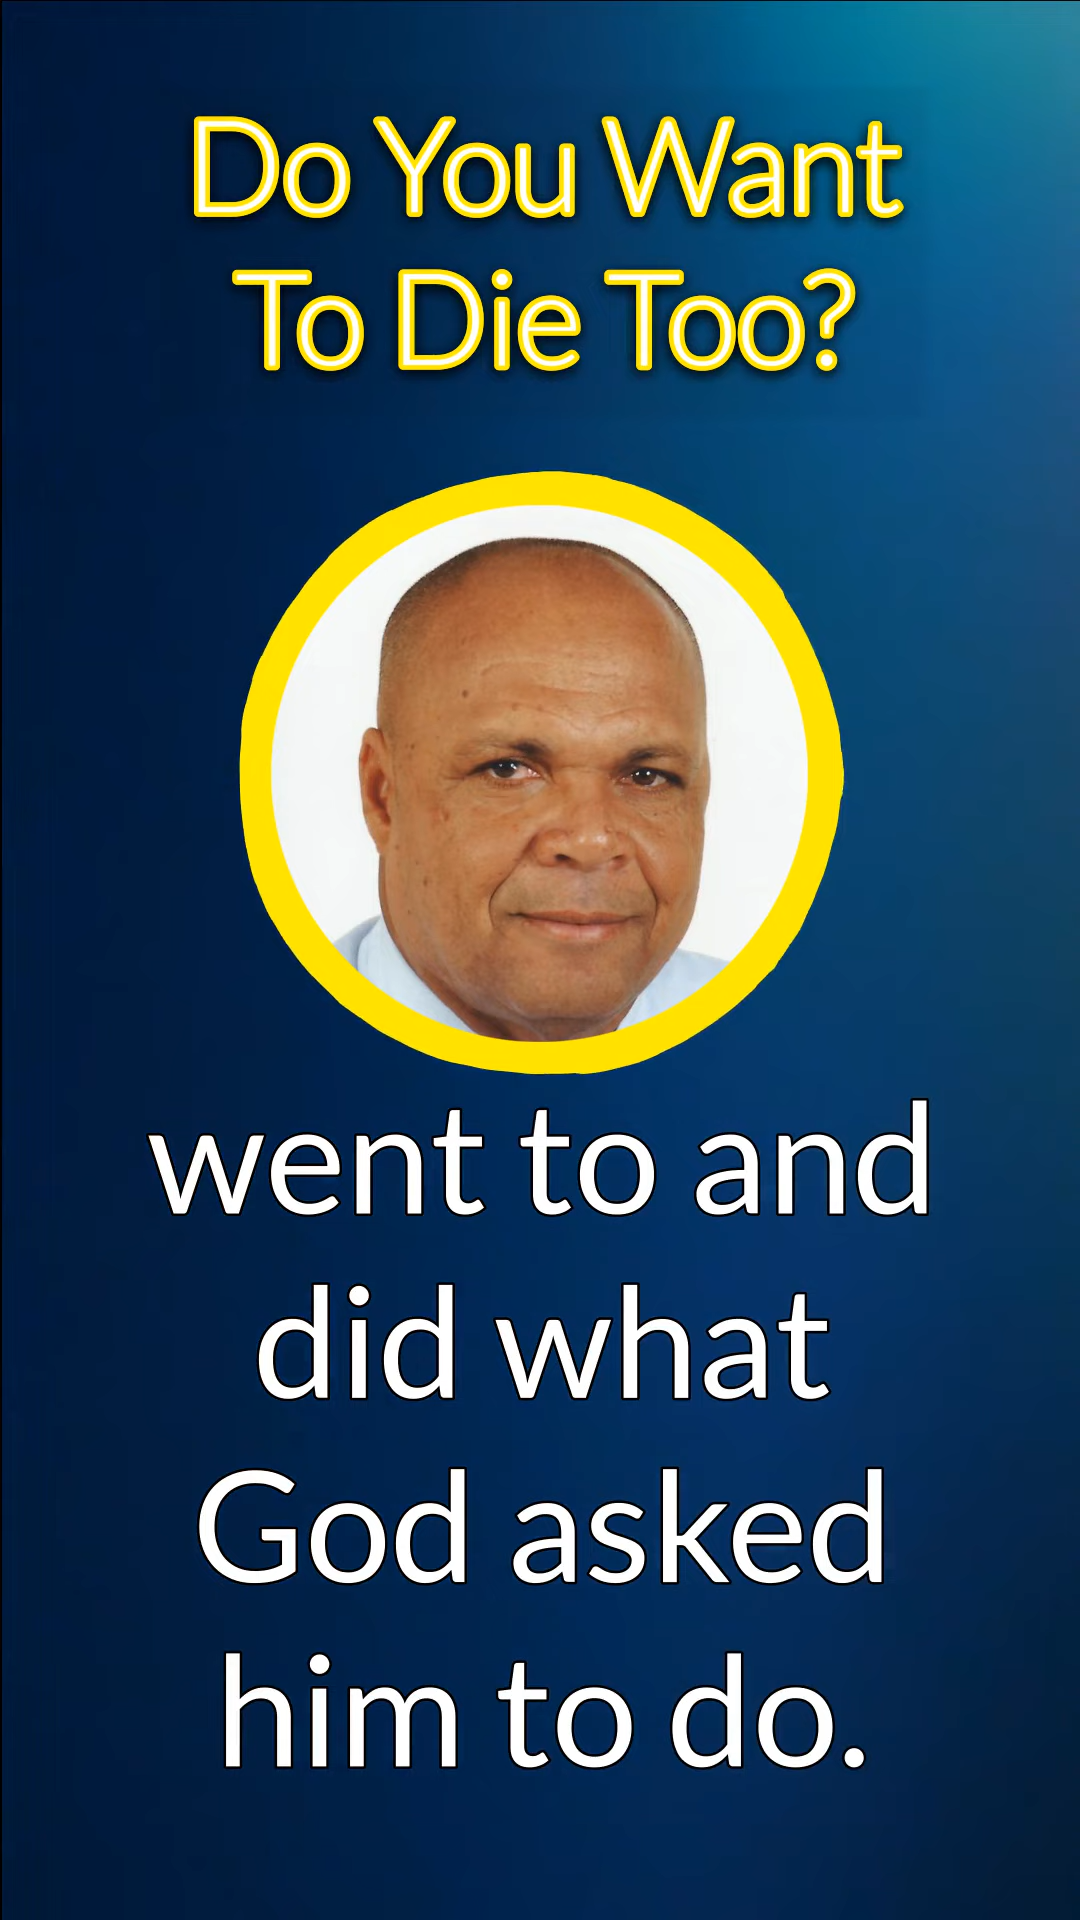 Do You Want
To Die Too?
went to and
did what
God asked
him to do.